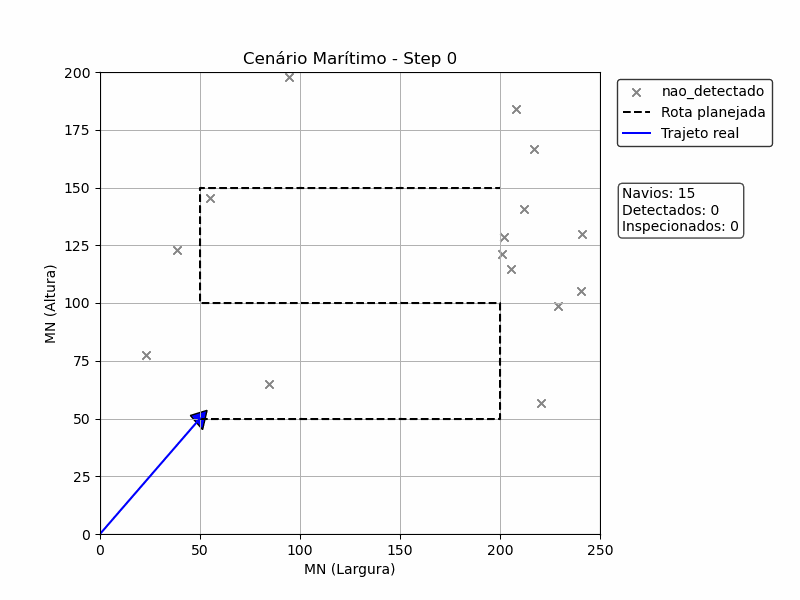 Cenário Marítimo - Step 0
200
175
150
125
100
75
50
25
0
MN (Altura)
0 50 100 150 200 250
MN (Largura)
nao_detectado
Rota planejada
Trajeto real
Navios: 15
Detectados: 0
Inspecionados: 0